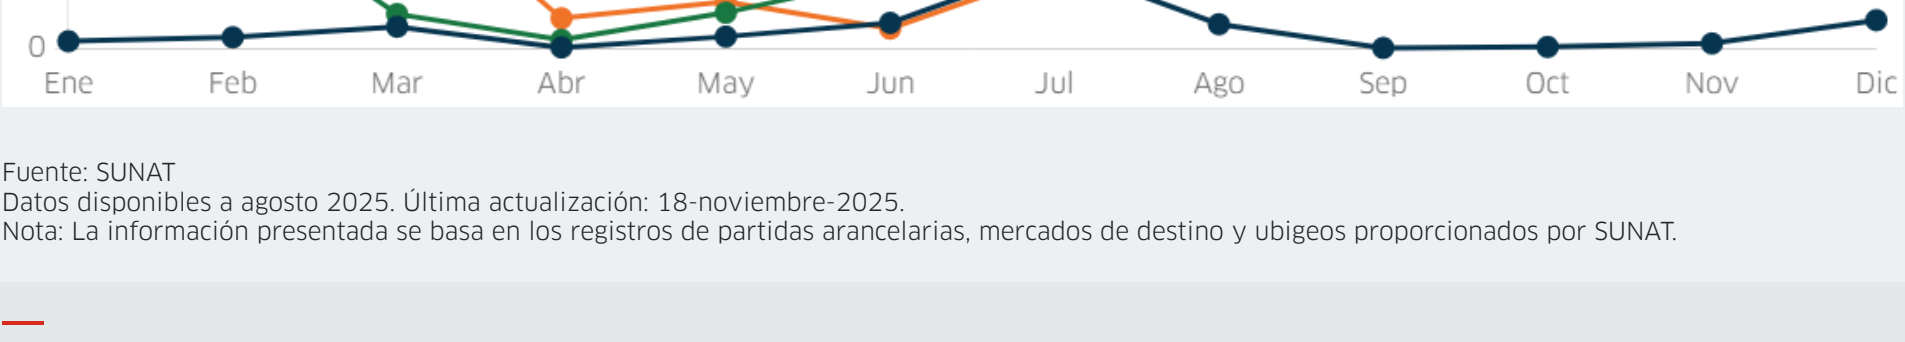 0
Ene Feb Mar Abr May Jun Jul Ago Sep Oct Nov Dic
Fuente: SUNAT
Datos disponibles a agosto 2025. Última actualización: 18-noviembre-2025.
Nota: La información presentada se basa en los registros de partidas arancelarias, mercados de destino y ubigeos proporcionados por SUNAT.